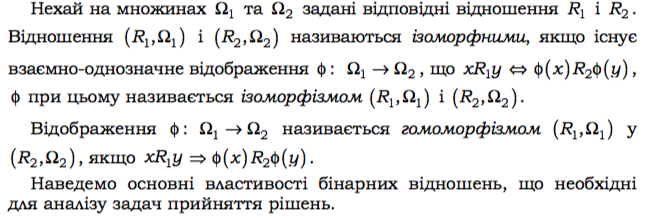 Нехай на множинах Ω₁ та Ω₂ задані відповідні відношення R₁ і R₂.
Відношення (R₁,Ω₁) і (R₂,Ω₂) називаються ізоморфними, якщо існує
взаємно-однозначне відображення ϕ: Ω₁ → Ω₂, що xR₁y ⇔ ϕ(x)R₂ϕ(y),
ϕ при цьому називається ізоморфізмом (R₁,Ω₁) і (R₂,Ω₂).
Відображення ϕ: Ω₁ → Ω₂ називається гомоморфізмом (R₁,Ω₁) у
(R₂,Ω₂), якщо xR₁y ⇒ ϕ(x)R₂ϕ(y).
Наведемо основні властивості бінарних відношень, що необхідні
для аналізу задач прийняття рішень.